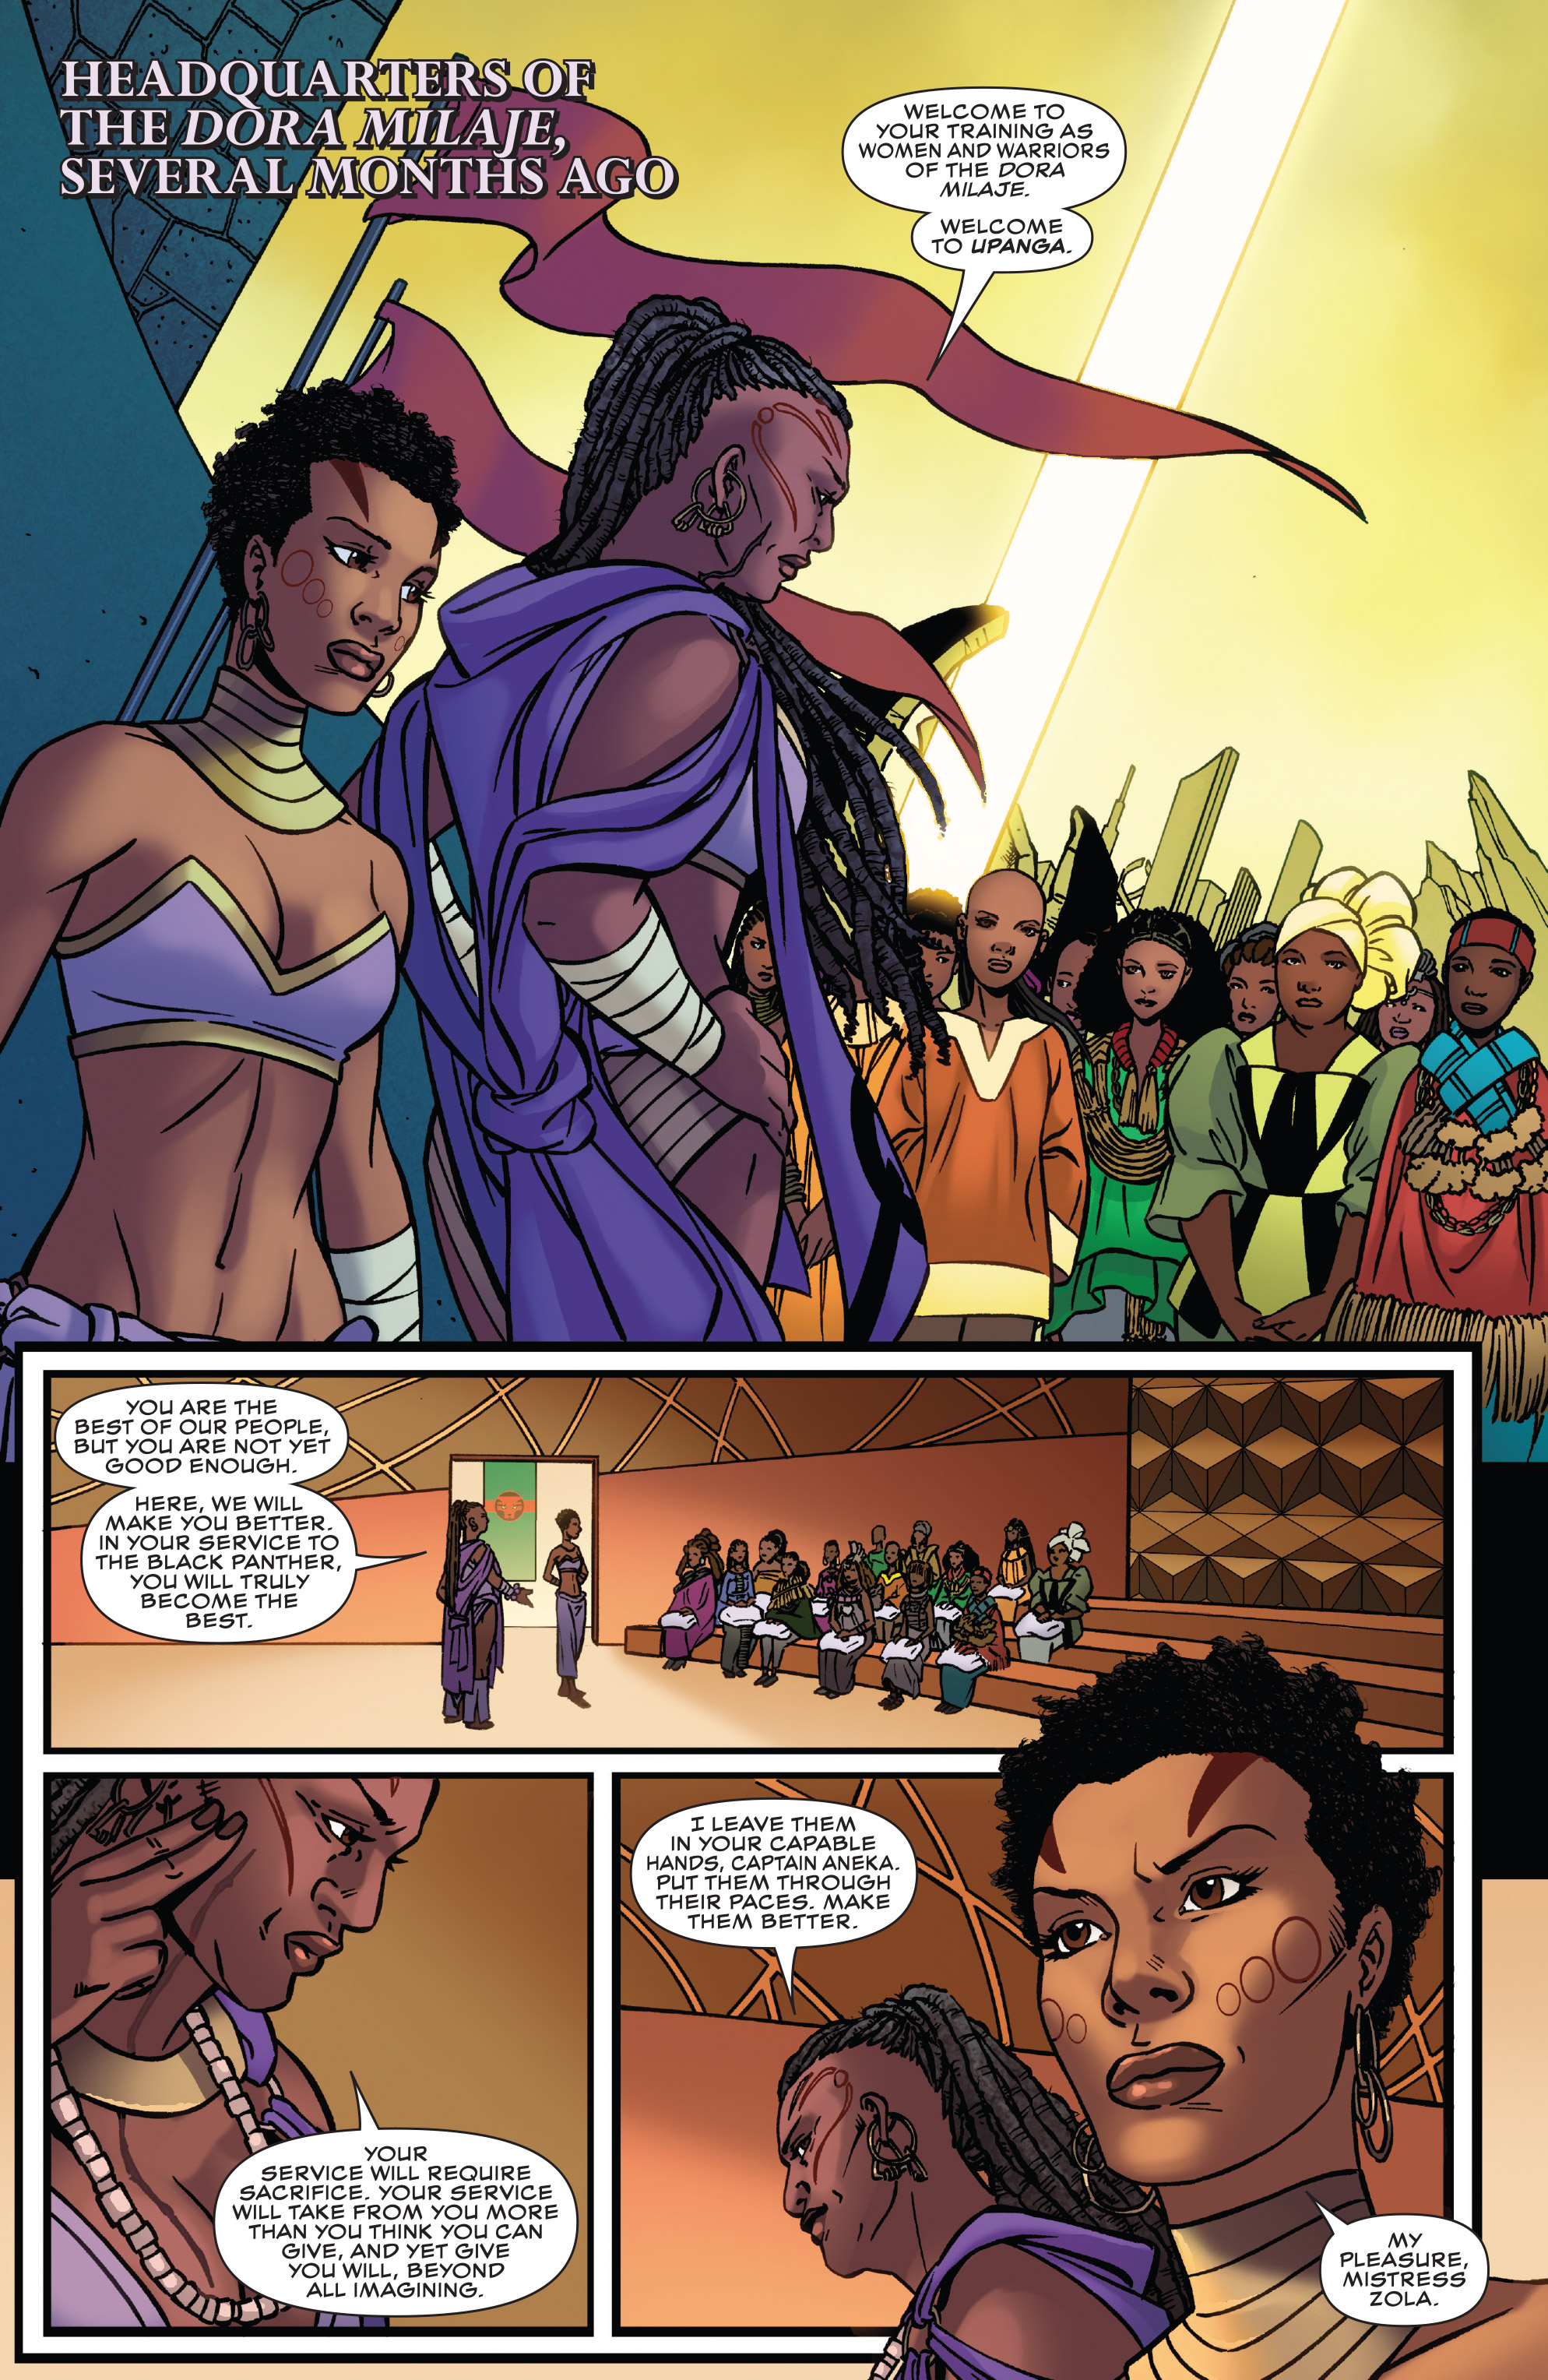 HEADQUARTERS OF
THE DORA MILAJE,
SEVERAL MONTHS AGO
WELCOME TO
YOUR TRAINING AS
WOMEN AND WARRIORS
OF THE DORA
MILAJE.
WELCOME
TO UPANGA.
YOU ARE THE
BEST OF OUR PEOPLE,
BUT YOU ARE NOT YET
GOOD ENOUGH.
HERE, WE WILL
MAKE YOU BETTER.
IN YOUR SERVICE TO
THE BLACK PANTHER,
YOU WILL TRULY
BECOME THE
BEST.
YOUR
SERVICE WILL REQUIRE
SACRIFICE. YOUR SERVICE
WILL TAKE FROM YOU MORE
THAN YOU THINK YOU CAN
GIVE, AND YET GIVE
YOU WILL, BEYOND
ALL IMAGINING.
I LEAVE THEM
IN YOUR CAPABLE
HANDS, CAPTAIN ANEKA.
PUT THEM THROUGH
THEIR PACES. MAKE
THEM BETTER.
MY
PLEASURE,
MISTRESS
ZOLA.